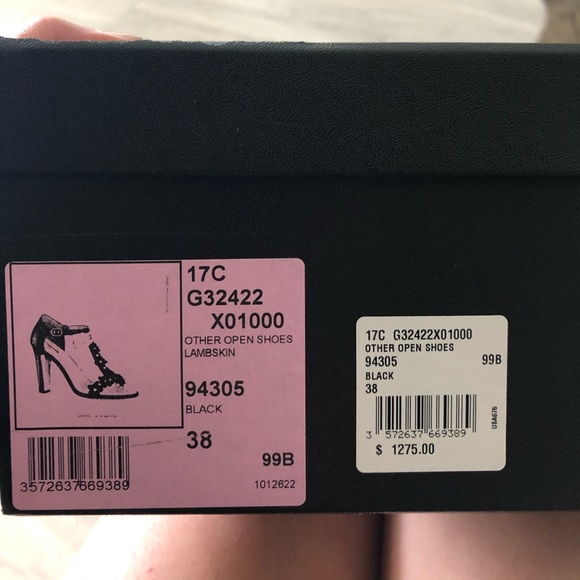 17C
G32422
X01000
OTHER OPEN SHOES
LAMBSKIN
94305
BLACK
38
99B
3572637669389
1012622
17C G32422X01000
OTHER OPEN SHOES
94305 99B
BLACK
38
3 572637 669389
USA676
$ 1275.00